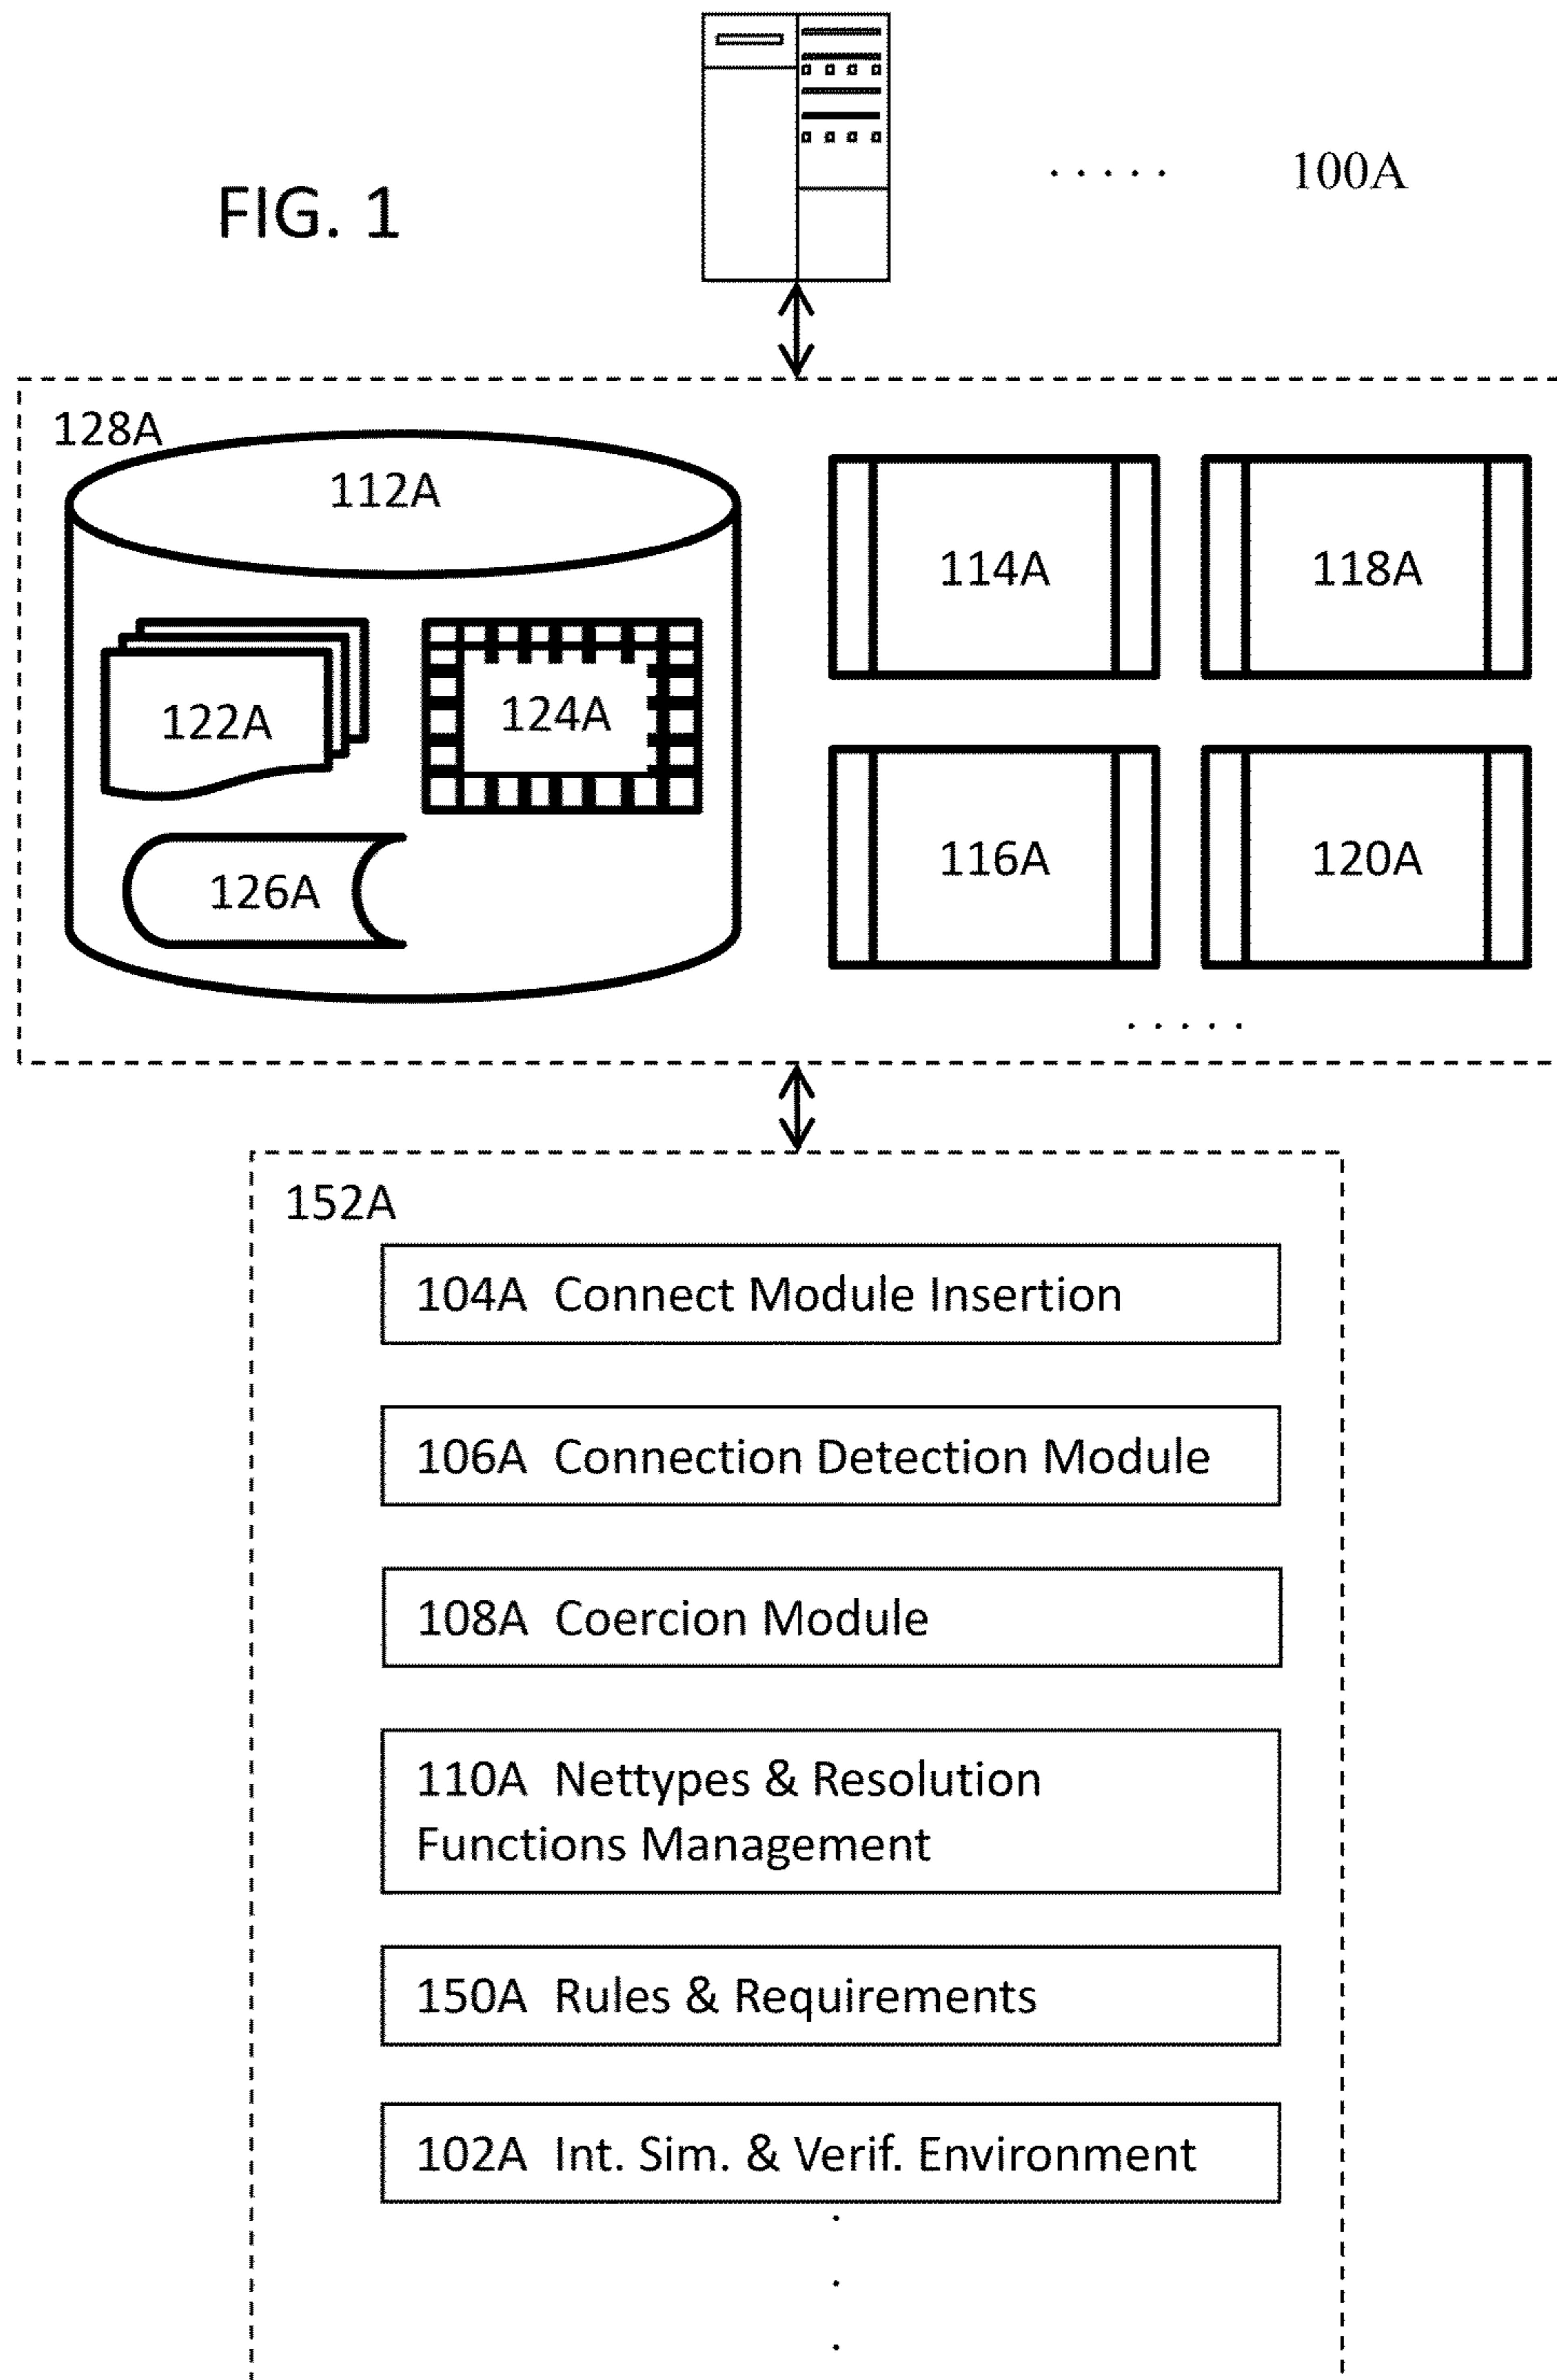 FIG. 1
. . . . . 100A
128A
112A
114A
118A
122A
124A
116A
120A
126A
. . . . .
152A
104A Connect Module Insertion
106A Connection Detection Module
108A Coercion Module
110A Nettypes & Resolution
Functions Management
150A Rules & Requirements
102A Int. Sim. & Verif. Environment
.
.
.